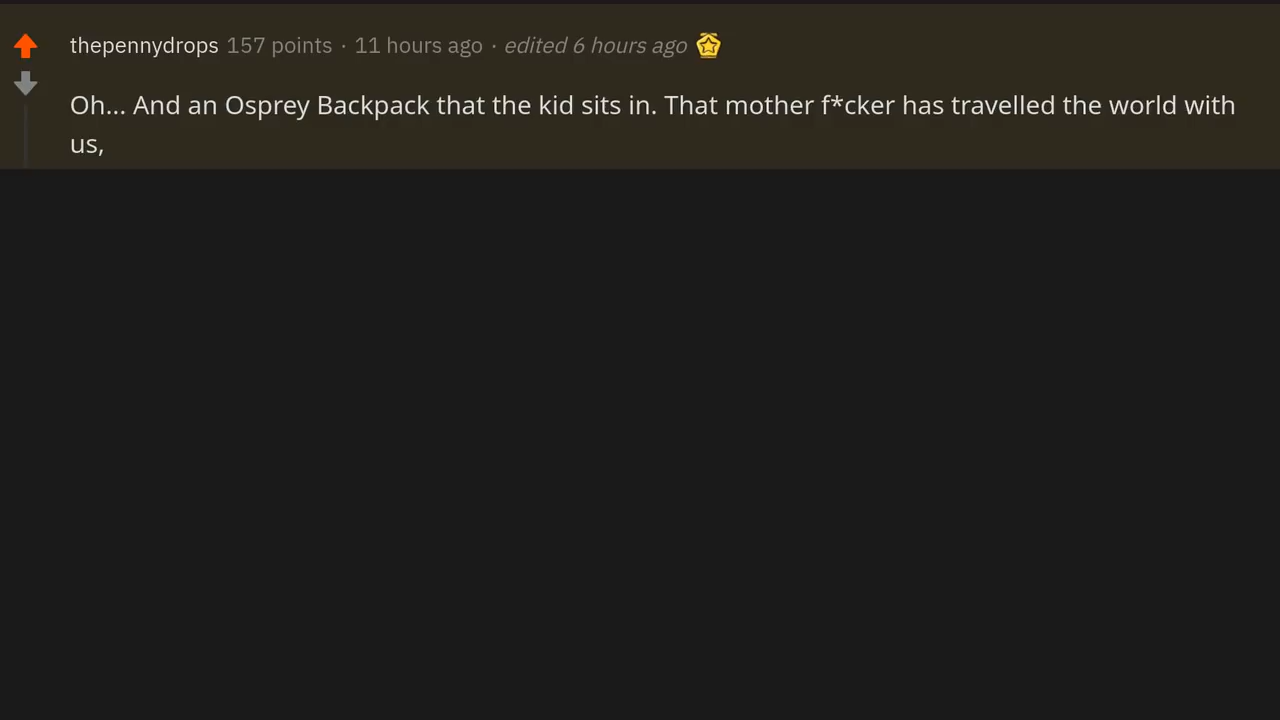 thepennydrops 157 points · 11 hours ago · edited 6 hours ago
Oh... And an Osprey Backpack that the kid sits in. That mother f*cker has travelled the world with
us,